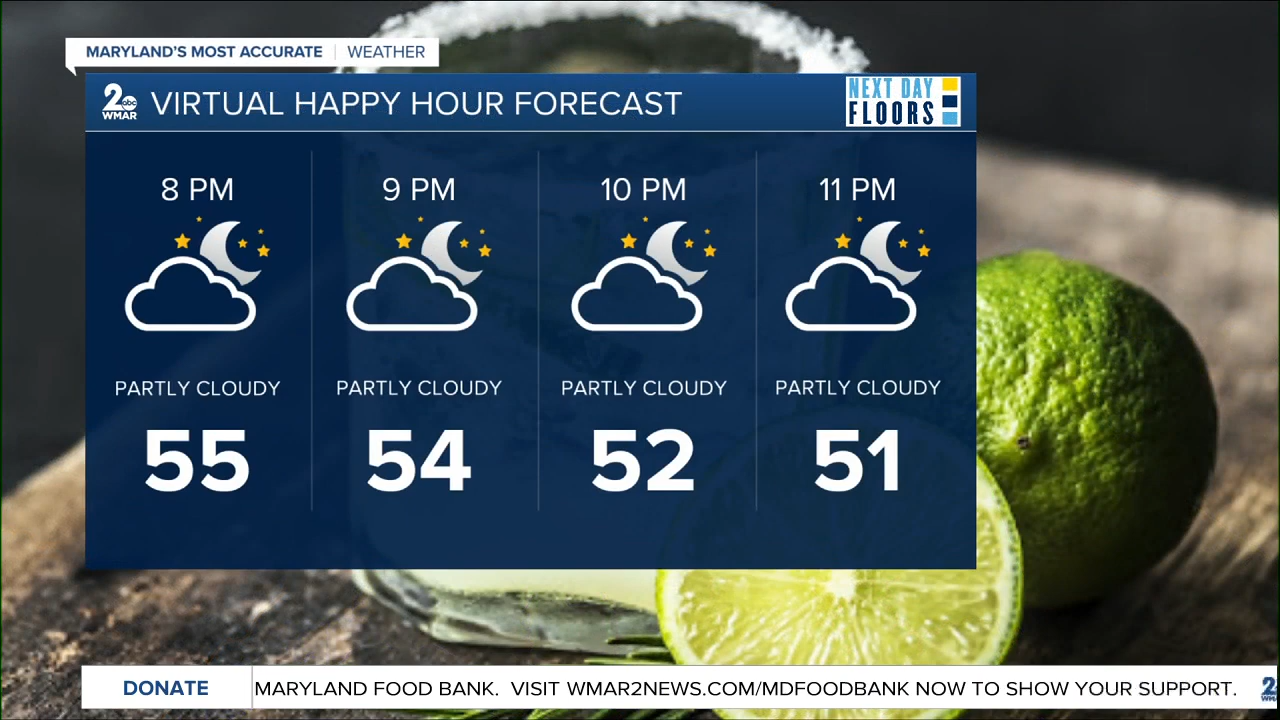 MARYLAND'S MOST ACCURATE | WEATHER
2 abc WMAR VIRTUAL HAPPY HOUR FORECAST
NEXT DAY
FLOORS
8 PM 9 PM 10 PM 11 PM
PARTLY CLOUDY PARTLY CLOUDY PARTLY CLOUDY PARTLY CLOUDY
55 54 52 51
DONATE MARYLAND FOOD BANK. VISIT WMAR2NEWS.COM/MDFOODBANK NOW TO SHOW YOUR SUPPORT. 2